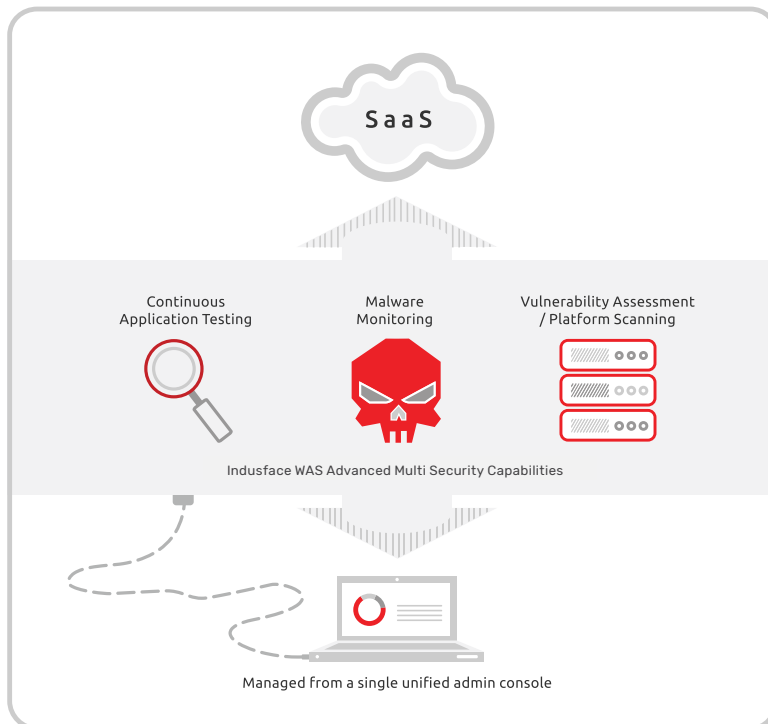 SaaS
Continuous
Application Testing
Malware
Monitoring
Vulnerability Assessment
/ Platform Scanning
Indusface WAS Advanced Multi Security Capabilities
Managed from a single unified admin console